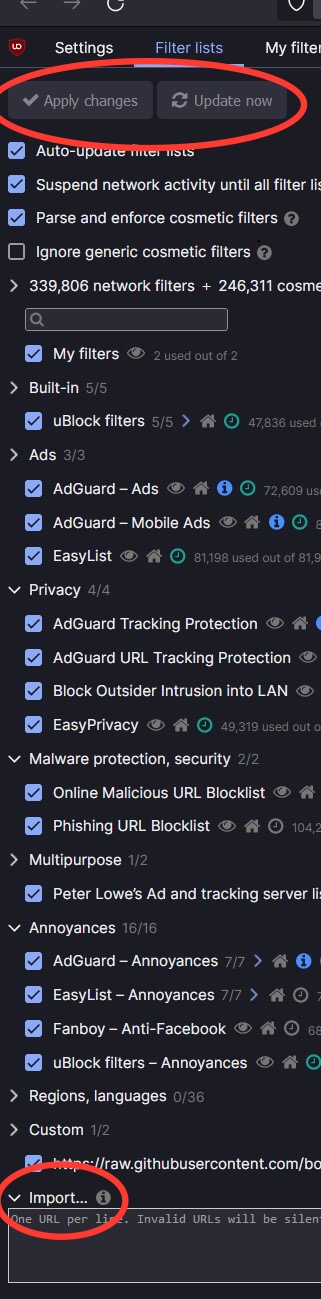 Settings Filter lists My filter
Apply changes Update now
Auto-update filter lists
Suspend network activity until all filter lis
Parse and enforce cosmetic filters ?
Ignore generic cosmetic filters ?
339,806 network filters + 246,311 cosme
My filters 2 used out of 2
Built-in 5/5
uBlock filters 5/5 47,836 used
Ads 3/3
AdGuard – Ads 72,609 use
AdGuard – Mobile Ads 8
EasyList 81,198 used out of 81,9
Privacy 4/4
AdGuard Tracking Protection
AdGuard URL Tracking Protection
Block Outsider Intrusion into LAN
EasyPrivacy 49,319 used out o
Malware protection, security 2/2
Online Malicious URL Blocklist
Phishing URL Blocklist 104,2
Multipurpose 1/2
Peter Lowe’s Ad and tracking server lis
Annoyances 16/16
AdGuard – Annoyances 7/7
EasyList – Annoyances 7/7 7
Fanboy – Anti-Facebook 68
uBlock filters – Annoyances
Regions, languages 0/36
Custom 1/2
https://raw.githubusercontent.com/bo
Import...
One URL per line. Invalid URLs will be silen